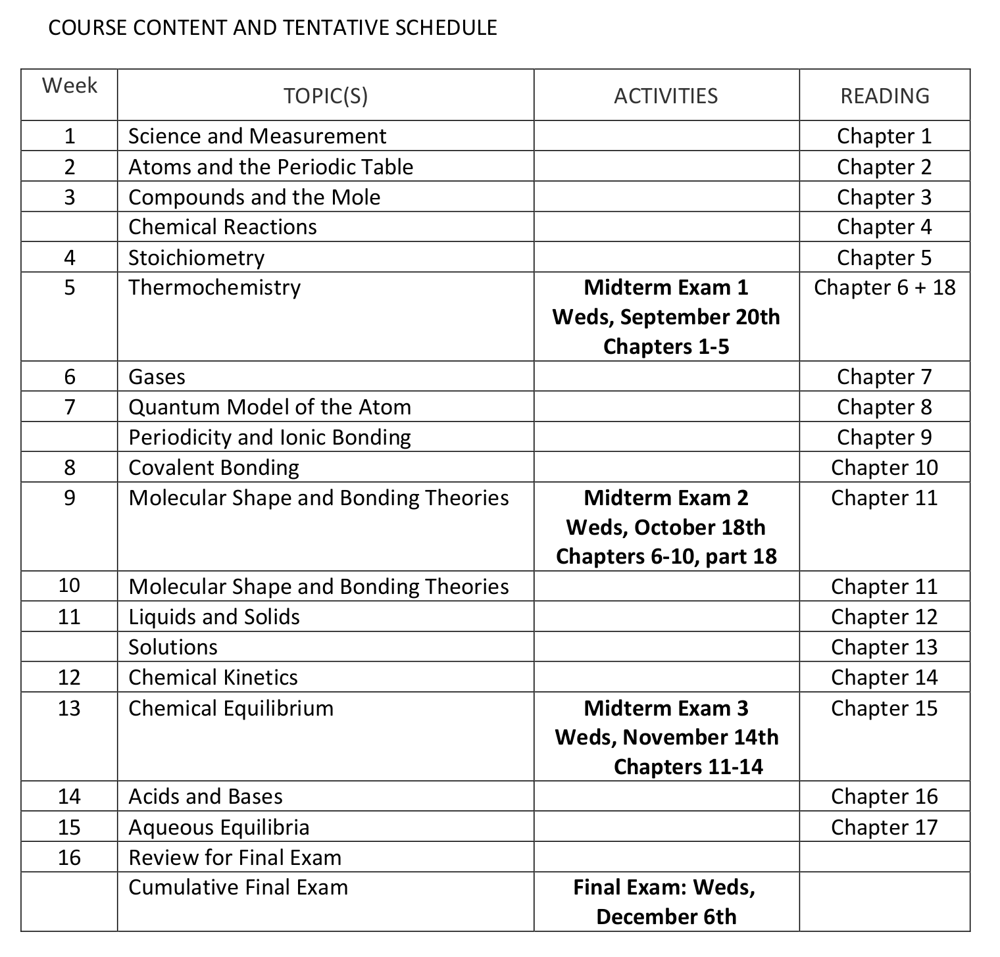 COURSE CONTENT AND TENTATIVE SCHEDULE
Week TOPIC(S) ACTIVITIES READING
1 Science and Measurement Chapter 1
2 Atoms and the Periodic Table Chapter 2
3 Compounds and the Mole Chapter 3
Chemical Reactions Chapter 4
4 Stoichiometry Chapter 5
5 Thermochemistry Midterm Exam 1 Chapter 6 + 18
Weds, September 20th
Chapters 1-5
6 Gases Chapter 7
7 Quantum Model of the Atom Chapter 8
Periodicity and Ionic Bonding Chapter 9
8 Covalent Bonding Chapter 10
9 Molecular Shape and Bonding Theories Midterm Exam 2 Chapter 11
Weds, October 18th
Chapters 6-10, part 18
10 Molecular Shape and Bonding Theories Chapter 11
11 Liquids and Solids Chapter 12
Solutions Chapter 13
12 Chemical Kinetics Chapter 14
13 Chemical Equilibrium Midterm Exam 3 Chapter 15
Weds, November 14th
Chapters 11-14
14 Acids and Bases Chapter 16
15 Aqueous Equilibria Chapter 17
16 Review for Final Exam
Cumulative Final Exam Final Exam: Weds,
December 6th